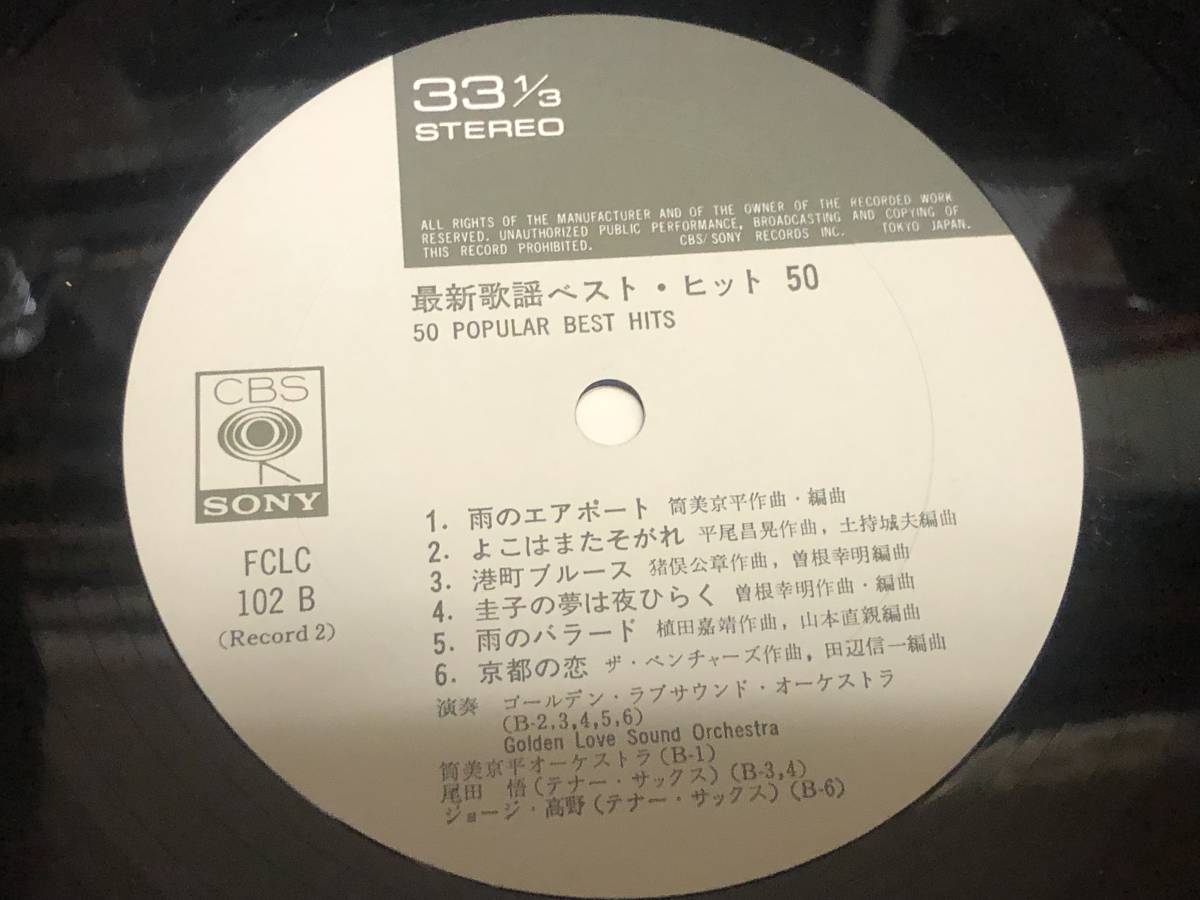 33 1/3
STEREO
ALL RIGHTS OF THE MANUFACTURER AND OF THE OWNER OF THE RECORDED WORK
RESERVED. UNAUTHORIZED PUBLIC PERFORMANCE, BROADCASTING AND COPYING OF
THIS RECORD PROHIBITED. CBS/SONY RECORDS INC. TOKYO JAPAN.
最新歌謡ベスト・ヒット 50
50 POPULAR BEST HITS
CBS
SONY
FCLC
102 B
(Record 2)
1. 雨のエアポート 筒美京平作曲・編曲
2. よこはまたそがれ 平尾昌晃作曲, 土持城夫編曲
3. 港町ブルース 猪俣公章作曲, 曽根幸明編曲
4. 圭子の夢は夜ひらく 曽根幸明作曲・編曲
5. 雨のバラード 植田嘉靖作曲, 山本直親編曲
6. 京都の恋 ザ・ベンチャーズ作曲, 田辺信一編曲
演奏 ゴールデン・ラブサウンド・オーケストラ
(B-2,3,4,5,6)
Golden Love Sound Orchestra
筒美京平オーケストラ(B-1)
尾田 悟(テナー・サックス)(B-3,4)
ジョージ・高野(テナー・サックス)(B-6)